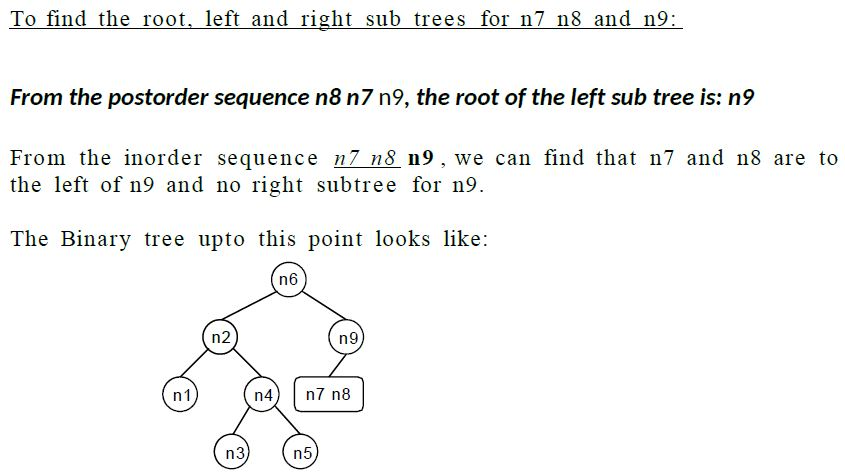 To find the root, left and right sub trees for n7 n8 and n9:
From the postorder sequence n8 n7 n9, the root of the left sub tree is: n9
From the inorder sequence n7 n8 n9 , we can find that n7 and n8 are to
the left of n9 and no right subtree for n9.
The Binary tree upto this point looks like:
n6
n2
n9
n1
n4
n7 n8
n3
n5